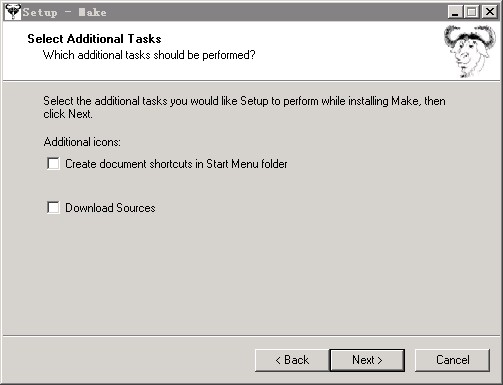 Setup - Make
Select Additional Tasks
Which additional tasks should be performed?
Select the additional tasks you would like Setup to perform while installing Make, then
click Next.
Additional icons:
Create document shortcuts in Start Menu folder
Download Sources
< Back
Next >
Cancel